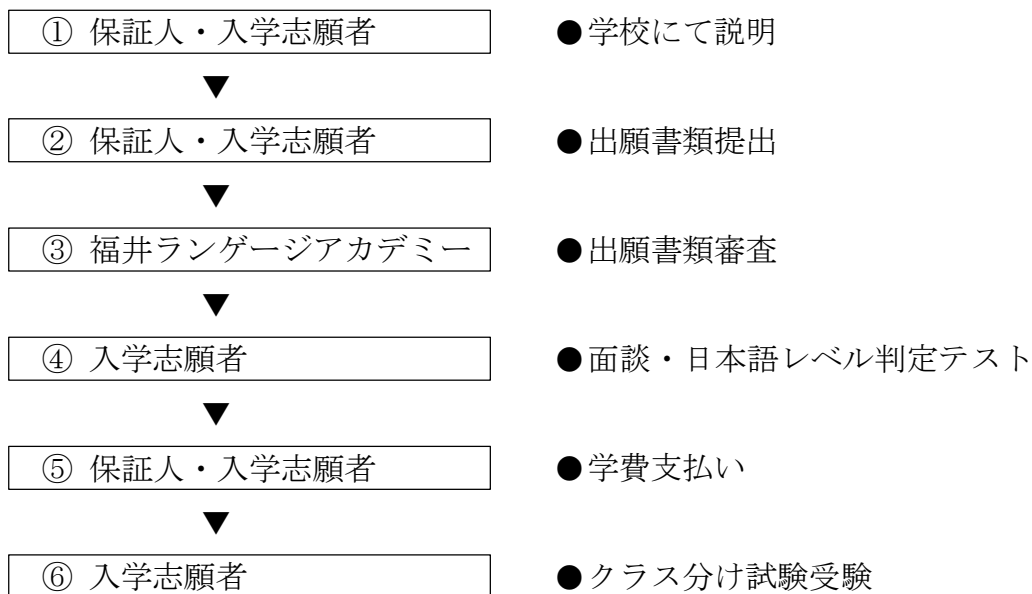 ① 保証人・入学志願者 ●学校にて説明
▼
② 保証人・入学志願者 ●出願書類提出
▼
③ 福井ランゲージアカデミー ●出願書類審査
▼
④ 入学志願者 ●面談・日本語レベル判定テスト
▼
⑤ 保証人・入学志願者 ●学費支払い
▼
⑥ 入学志願者 ●クラス分け試験受験